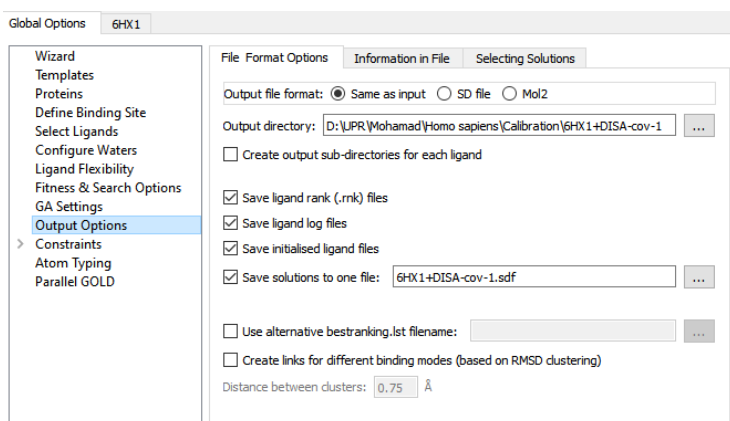 Global Options 6HX1
Wizard
Templates
Proteins
Define Binding Site
Select Ligands
Configure Waters
Ligand Flexibility
Fitness & Search Options
GA Settings
Output Options
Constraints
Atom Typing
Parallel GOLD
File Format Options Information in File Selecting Solutions
Output file format: Same as input SD file Mol2
Output directory: D:\UPR\Mohamad\Homo sapiens\Calibration\6HX1+DISA-cov-1 ...
Create output sub-directories for each ligand
Save ligand rank (.rnk) files
Save ligand log files
Save initialised ligand files
Save solutions to one file: 6HX1+DISA-cov-1.sdf ...
Use alternative bestranking.lst filename: ...
Create links for different binding modes (based on RMSD clustering)
Distance between clusters: 0.75 Å